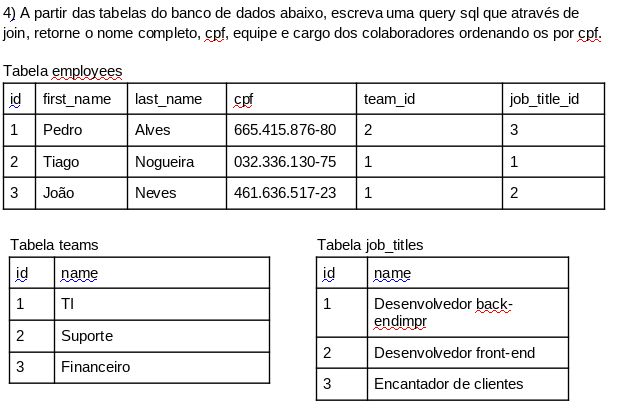 4) A partir das tabelas do banco de dados abaixo, escreva uma query sql que através de
join, retorne o nome completo, cpf, equipe e cargo dos colaboradores ordenando os por cpf.
Tabela employees
id first_name last_name cpf team_id job_title_id
1 Pedro Alves 665.415.876-80 2 3
2 Tiago Nogueira 032.336.130-75 1 1
3 João Neves 461.636.517-23 1 2
Tabela teams
id name
1 TI
2 Suporte
3 Financeiro
Tabela job_titles
id name
1 Desenvolvedor back-
endimpr
2 Desenvolvedor front-end
3 Encantador de clientes